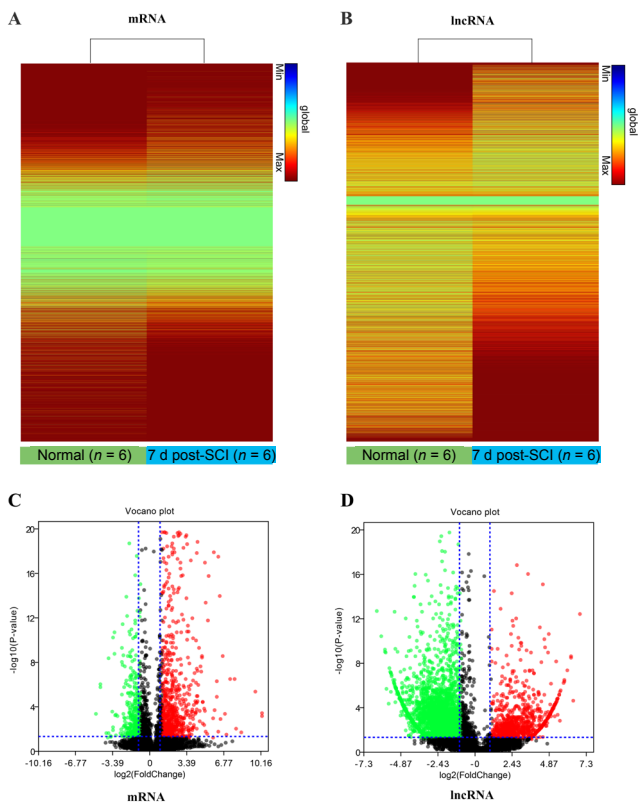 A
mRNA
Min
global
Max
Normal (n = 6) 7 d post-SCI (n = 6)
B
lncRNA
Min
global
Max
Normal (n = 6) 7 d post-SCI (n = 6)
C
Vocano plot
20
16
12
8
4
0
-log10(P-value)
-10.16 -6.77 -3.39 0 3.39 6.77 10.16
log2(FoldChange)
mRNA
D
Vocano plot
20
16
12
8
4
0
-log10(P-value)
-7.3 -4.87 -2.43 -0 2.43 4.87 7.3
log2(FoldChange)
lncRNA